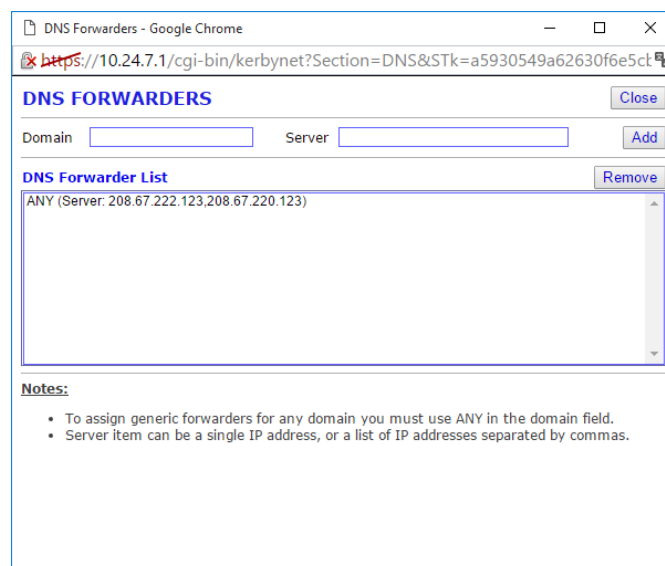 DNS Forwarders - Google Chrome
https://10.24.7.1/cgi-bin/kerbynet?Section=DNS&STk=a5930549a62630f6e5cb
DNS FORWARDERS Close
Domain Server Add
DNS Forwarder List Remove
ANY (Server: 208.67.222.123,208.67.220.123)
Notes:
• To assign generic forwarders for any domain you must use ANY in the domain field.
• Server item can be a single IP address, or a list of IP addresses separated by commas.